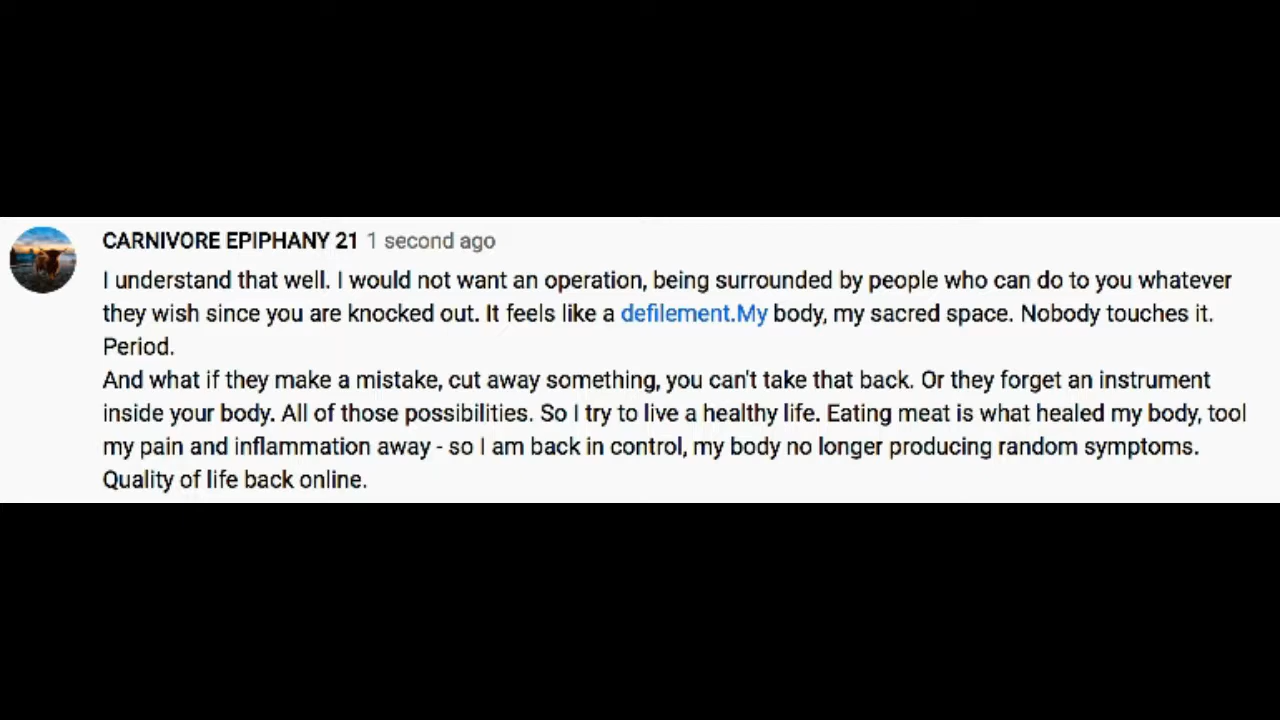 CARNIVORE EPIPHANY 21 1 second ago
I understand that well. I would not want an operation, being surrounded by people who can do to you whatever
they wish since you are knocked out. It feels like a defilement.My body, my sacred space. Nobody touches it.
Period.
And what if they make a mistake, cut away something, you can't take that back. Or they forget an instrument
inside your body. All of those possibilities. So I try to live a healthy life. Eating meat is what healed my body, tool
my pain and inflammation away - so I am back in control, my body no longer producing random symptoms.
Quality of life back online.